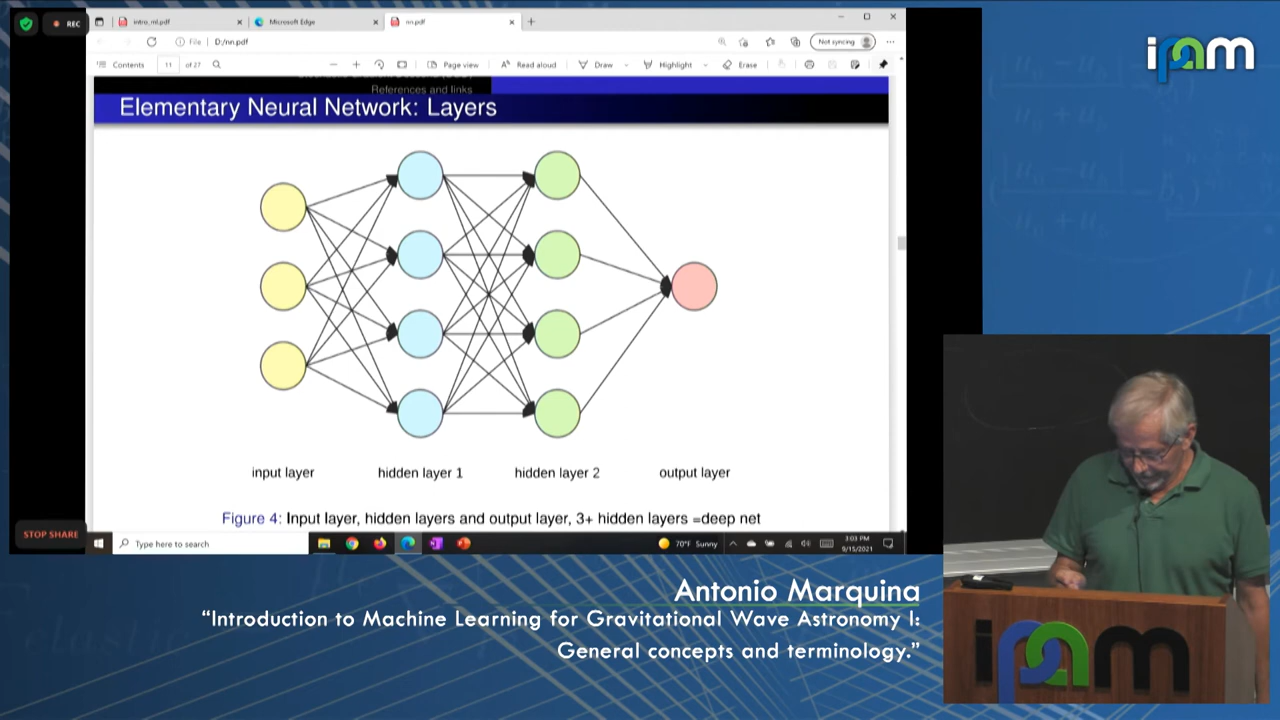 REC
intro_ml.pdf
Microsoft Edge
nn.pdf
File
D:/nn.pdf
Not syncing
Contents
11
of 27
Page view
Read aloud
Draw
Highlight
Erase
References and links
Elementary Neural Network: Layers
input layer
hidden layer 1
hidden layer 2
output layer
Figure 4: Input layer, hidden layers and output layer, 3+ hidden layers =deep net
STOP SHARE
Type here to search
70°F Sunny
3:03 PM
9/15/2021
ipam
Antonio Marquina
“Introduction to Machine Learning for Gravitational Wave Astronomy I:
General concepts and terminology.”
ipam